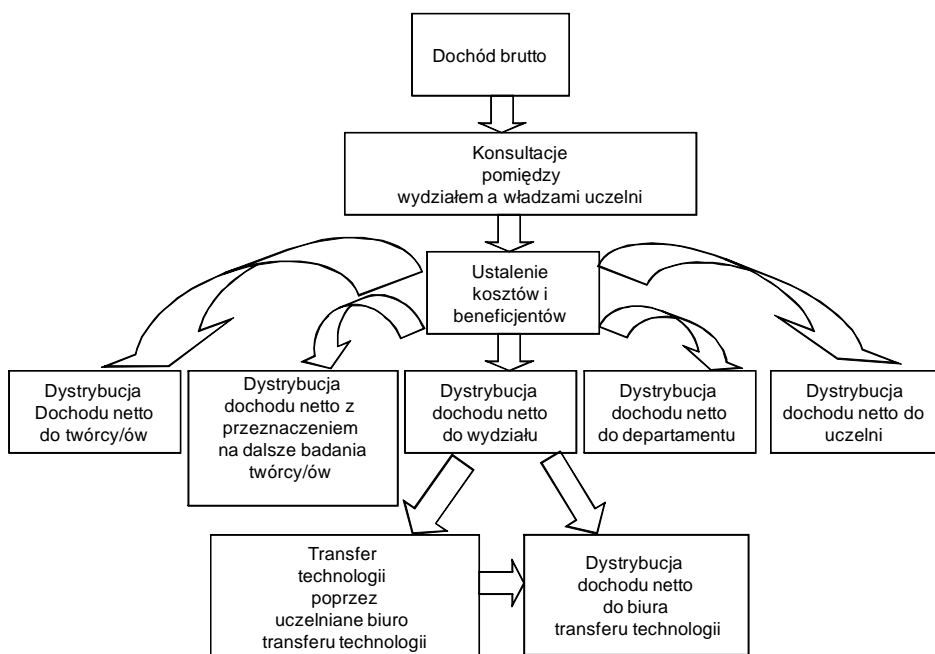 Dochód brutto
Konsultacje
pomiędzy
wydziałem a władzami uczelni
Ustalenie
kosztów i
beneficjentów
Dystrybucja
Dochodu netto
do twórcy/ów
Dystrybucja
dochodu netto z
przeznaczeniem
na dalsze badania
twórcy/ów
Dystrybucja
dochodu netto
do wydziału
Dystrybucja
dochodu netto
do departamentu
Dystrybucja
dochodu netto do
uczelni
Transfer
technologii
poprzez
uczelniane biuro
transferu technologii
Dystrybucja
dochodu netto
do biura
transferu technologii